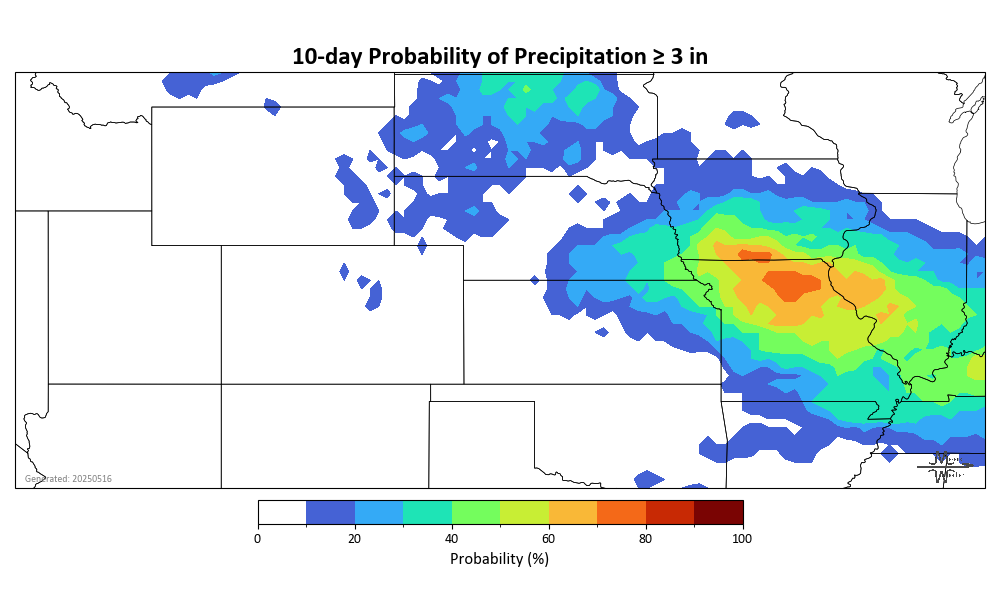 10-day Probability of Precipitation ≥ 3 in
Generated: 20250516
0 20 40 60 80 100
Probability (%)